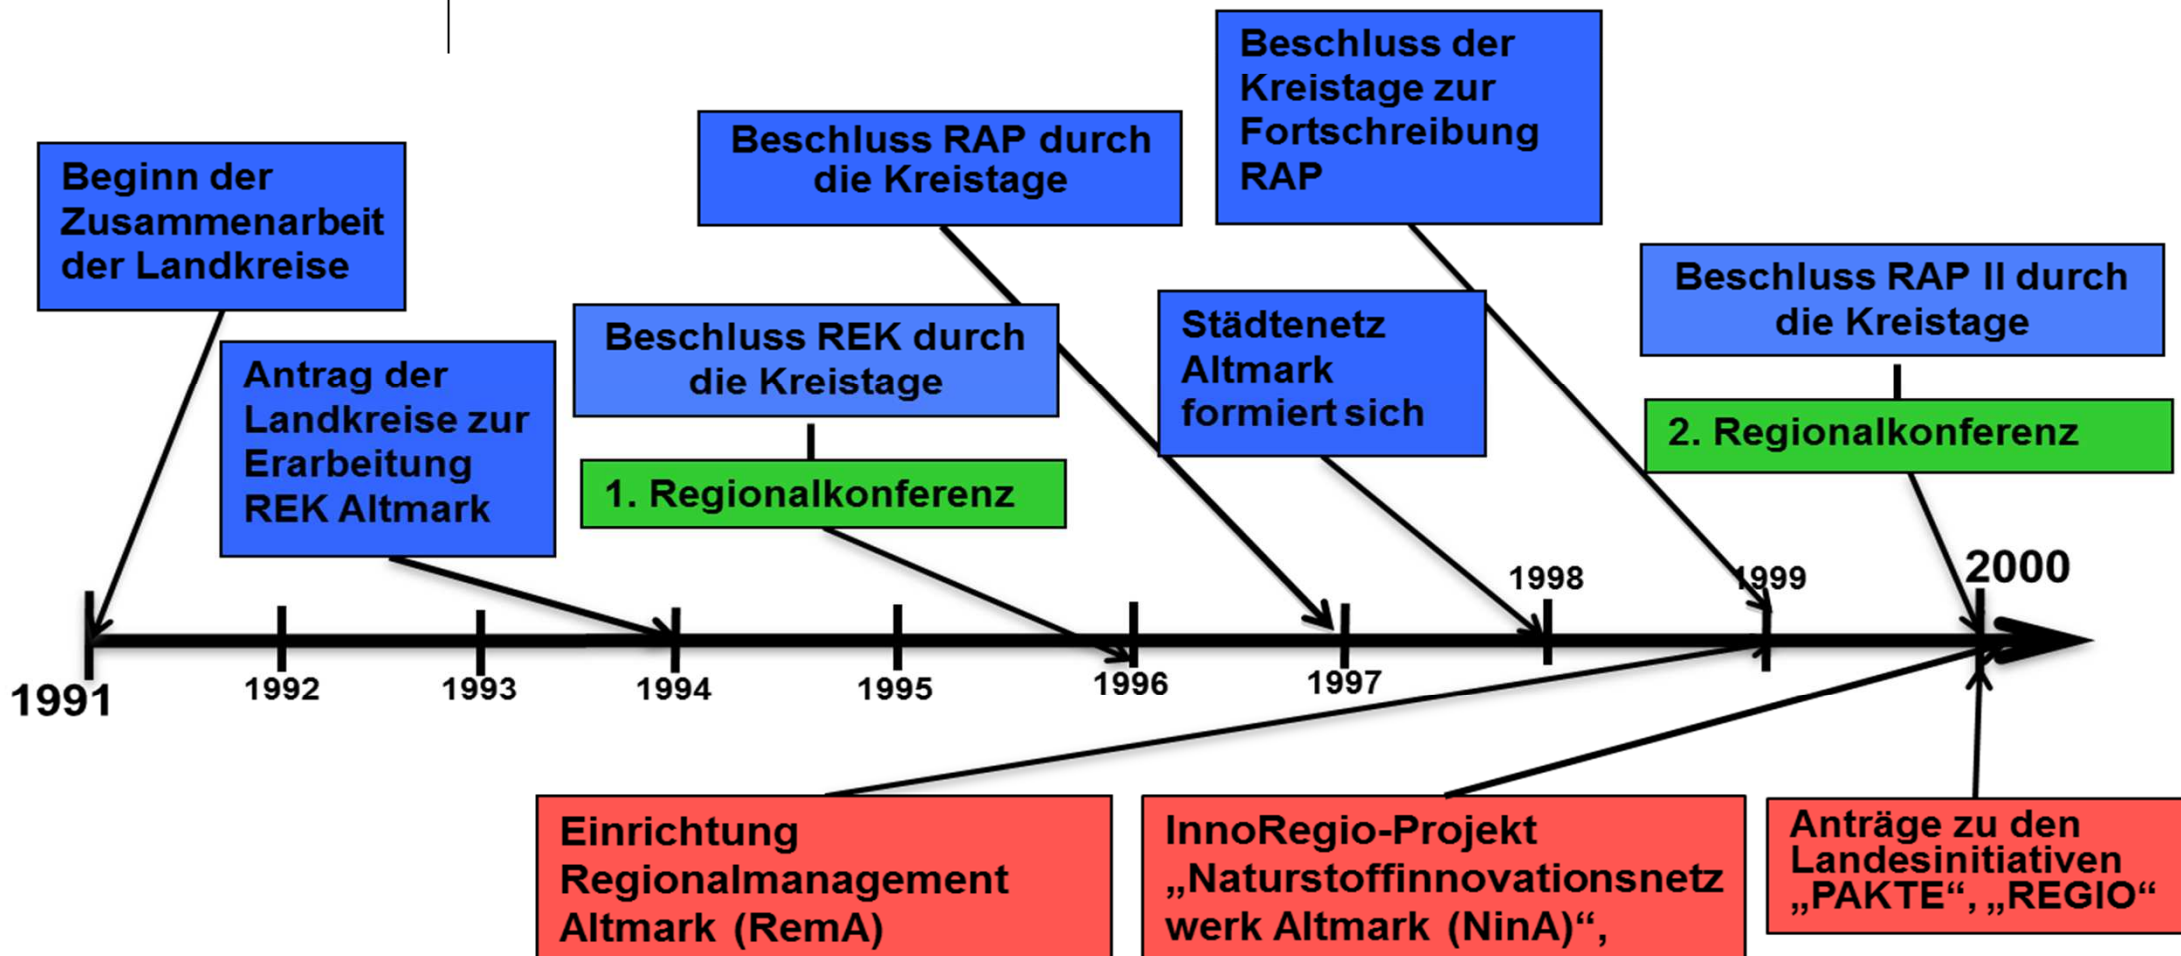 Beginn der
Zusammenarbeit
der Landkreise
Antrag der
Landkreise zur
Erarbeitung
REK Altmark
Beschluss REK durch
die Kreistage
1. Regionalkonferenz
Beschluss RAP durch
die Kreistage
Städtenetz
Altmark
formiert sich
Beschluss der
Kreistage zur
Fortschreibung
RAP
Beschluss RAP II durch
die Kreistage
2. Regionalkonferenz
1991
1992
1993
1994
1995
1996
1997
1998
1999
2000
Einrichtung
Regionalmanagement
Altmark (RemA)
InnoRegio-Projekt
„Naturstoffinnovationsnetz
werk Altmark (NinA)“,
Anträge zu den
Landesinitiativen
„PAKTE“, „REGIO“